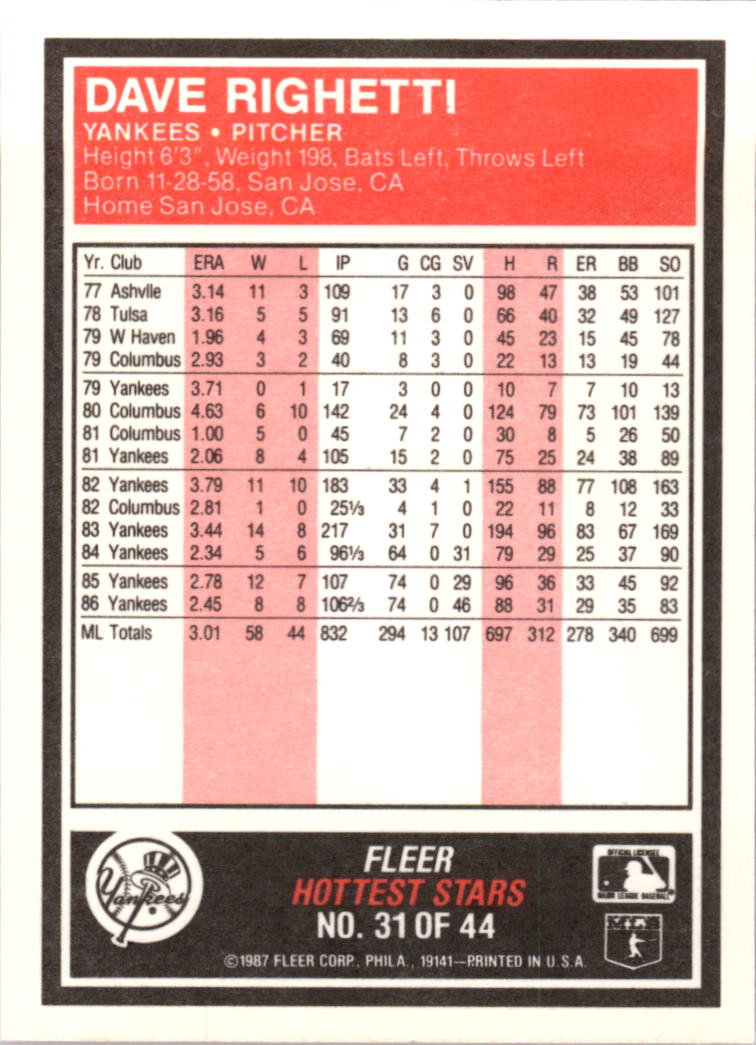 DAVE RIGHETTI
YANKEES • PITCHER
Height 6'3", Weight 198, Bats Left, Throws Left
Born 11-28-58, San Jose, CA
Home San Jose, CA
Yr. Club ERA W L IP G CG SV H R ER BB SO
77 Ashvlle 3.14 11 3 109 17 3 0 98 47 38 53 101
78 Tulsa 3.16 5 5 91 13 6 0 66 40 32 49 127
79 W Haven 1.96 4 3 69 11 3 0 45 23 15 45 78
79 Columbus 2.93 3 2 40 8 3 0 22 13 13 19 44
79 Yankees 3.71 0 1 17 3 0 0 10 7 7 10 13
80 Columbus 4.63 6 10 142 24 4 0 124 79 73 101 139
81 Columbus 1.00 5 0 45 7 2 0 30 8 5 26 50
81 Yankees 2.06 8 4 105 15 2 0 75 25 24 38 89
82 Yankees 3.79 11 10 183 33 4 1 155 88 77 108 163
82 Columbus 2.81 1 0 25⅓ 4 1 0 22 11 8 12 33
83 Yankees 3.44 14 8 217 31 7 0 194 96 83 67 169
84 Yankees 2.34 5 6 96⅓ 64 0 31 79 29 25 37 90
85 Yankees 2.78 12 7 107 74 0 29 96 36 33 45 92
86 Yankees 2.45 8 8 106⅔ 74 0 46 88 31 29 35 83
ML Totals 3.01 58 44 832 294 13 107 697 312 278 340 699
Yankees
FLEER
HOTTEST STARS
NO. 31 OF 44
©1987 FLEER CORP., PHILA., 19141—PRINTED IN U.S.A.
OFFICIAL LICENSEE
MAJOR LEAGUE BASEBALL